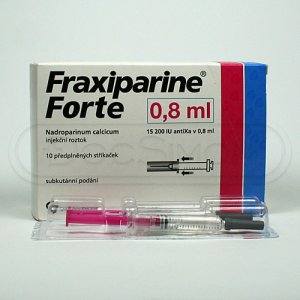 Fraxiparine®
Forte
0,8 ml
Nadroparinum calcicum
injekční roztok
15 200 IU antiXa v 0,8 ml
10 předplněných stříkaček
subkutánní podání